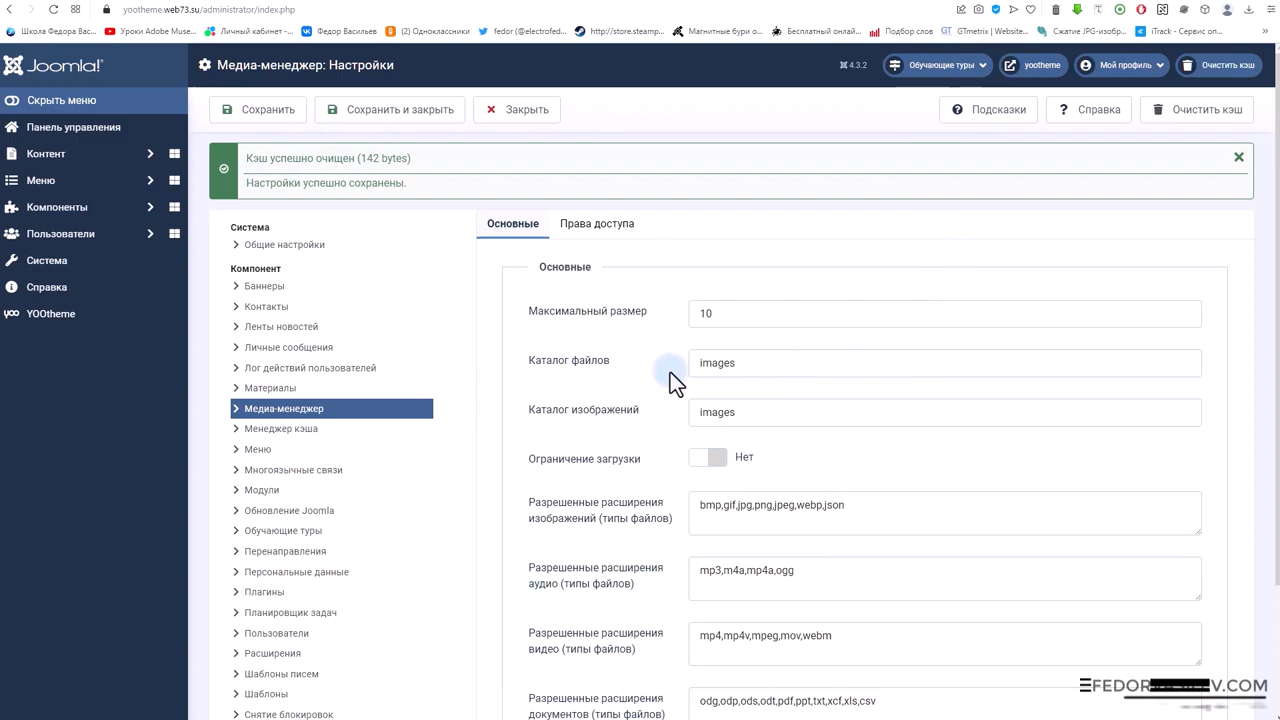 yootheme.web73.su/administrator/index.php
Школа Федора Вас...
Уроки Adobe Muse...
Личный кабинет -...
Федор Васильев
(2) Одноклассники
fedor (@electrofed...
http://store.steamp...
Магнитные бури о...
Бесплатный онлай...
Подбор слов
GTmetrix | Website...
Сжатие JPG-изобр...
iTrack - Сервис оп...
Joomla!
Медиа-менеджер: Настройки
4.3.2
Обучающие туры
yootheme
Мой профиль
Очистить кэш
Скрыть меню
Панель управления
Контент
Меню
Компоненты
Пользователи
Система
Справка
yoo
YOOtheme
Сохранить
Сохранить и закрыть
Закрыть
Подсказки
Справка
Очистить кэш
Кэш успешно очищен (142 bytes)
Настройки успешно сохранены.
Система
Общие настройки
Компонент
Баннеры
Контакты
Ленты новостей
Личные сообщения
Лог действий пользователей
Материалы
Медиа-менеджер
Менеджер кэша
Меню
Многоязычные связи
Модули
Обновление Joomla
Обучающие туры
Перенаправления
Персональные данные
Плагины
Планировщик задач
Пользователи
Расширения
Шаблоны писем
Шаблоны
Снятие блокировок
Основные
Права доступа
Основные
Максимальный размер
10
Каталог файлов
images
Каталог изображений
images
Ограничение загрузки
Нет
Разрешенные расширения
изображений (типы файлов)
bmp,gif,jpg,png,jpeg,webp,json
Разрешенные расширения
аудио (типы файлов)
mp3,m4a,mp4a,ogg
Разрешенные расширения
видео (типы файлов)
mp4,mp4v,mpeg,mov,webm
Разрешенные расширения
документов (типы файлов)
odg,odp,ods,odt,pdf,ppt,txt,xcf,xls,csv